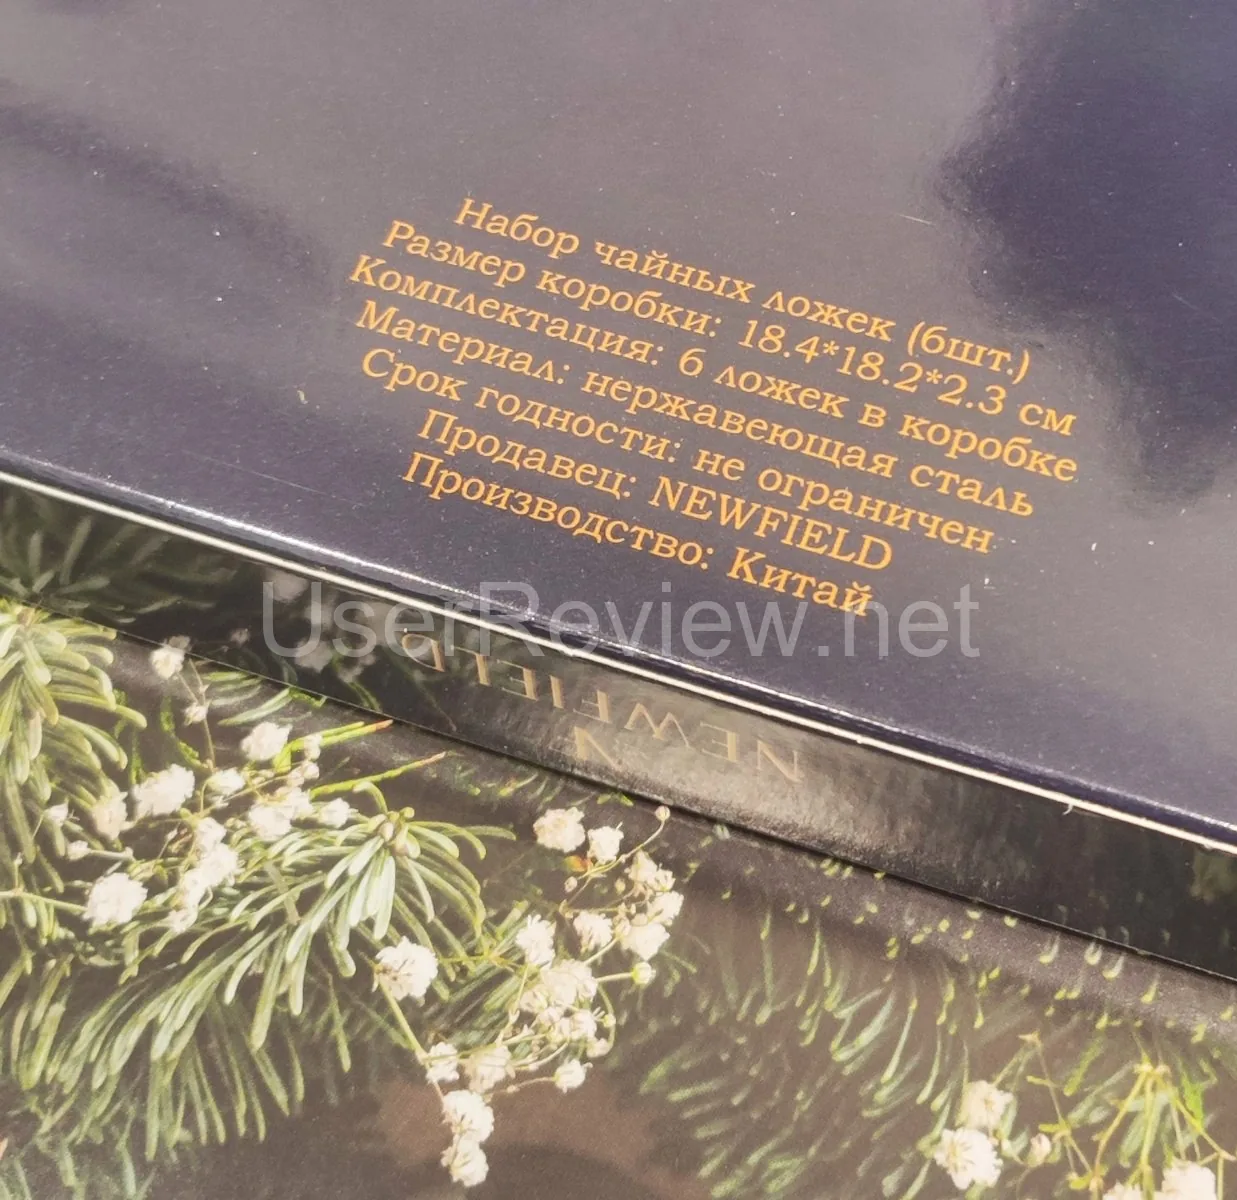 Набор чайных ложек (6шт.)
Размер коробки: 18.4*18.2*2.3 см
Комплектация: 6 ложек в коробке
Материал: нержавеющая сталь
Срок годности: не ограничен
Продавец: NEWFIELD
Производство: Китай
UserReview.net
NEWFIELD